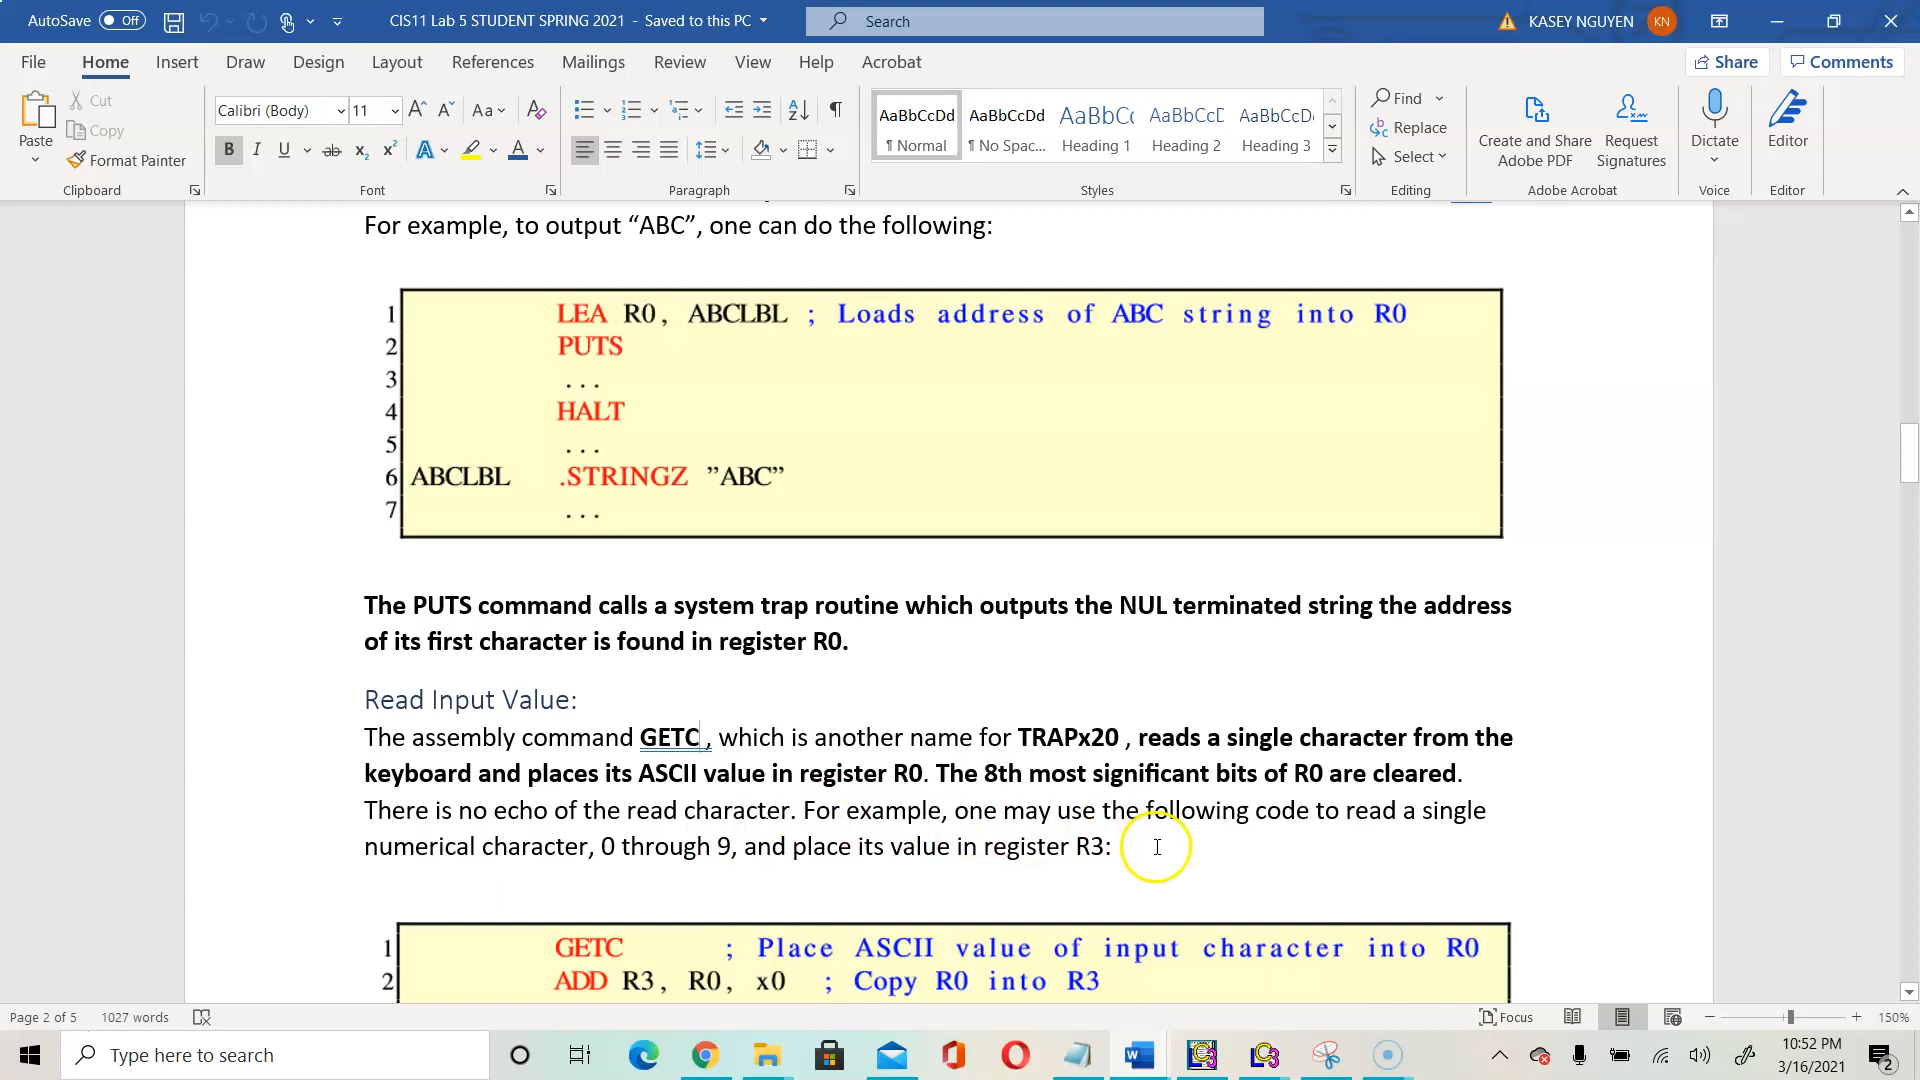 AutoSave Off CIS11 Lab 5 STUDENT SPRING 2021 - Saved to this PC Search KASEY NGUYEN KN
File Home Insert Draw Design Layout References Mailings Review View Help Acrobat Share Comments
Paste
Cut
Copy
Format Painter
Clipboard
Calibri (Body) 11
Font
Paragraph
AaBbCcDd AaBbCcDd AaBbCc AaBbCcD AaBbCcD
¶ Normal ¶ No Spac... Heading 1 Heading 2 Heading 3
Styles
Find
Replace
Select
Editing
Create and Share
Adobe PDF
Request
Signatures
Adobe Acrobat
Dictate
Voice
Editor
Editor
For example, to output “ABC”, one can do the following:
1 LEA R0, ABCLBL ; Loads address of ABC string into R0
2 PUTS
3 ...
4 HALT
5 ...
6 ABCLBL .STRINGZ ”ABC”
7 ...
The PUTS command calls a system trap routine which outputs the NUL terminated string the address
of its first character is found in register R0.
Read Input Value:
The assembly command GETC , which is another name for TRAPx20 , reads a single character from the
keyboard and places its ASCII value in register R0. The 8th most significant bits of R0 are cleared.
There is no echo of the read character. For example, one may use the following code to read a single
numerical character, 0 through 9, and place its value in register R3:
1 GETC ; Place ASCII value of input character into R0
2 ADD R3, R0, x0 ; Copy R0 into R3
Page 2 of 5 1027 words Focus 150%
Type here to search
10:52 PM
3/16/2021
2